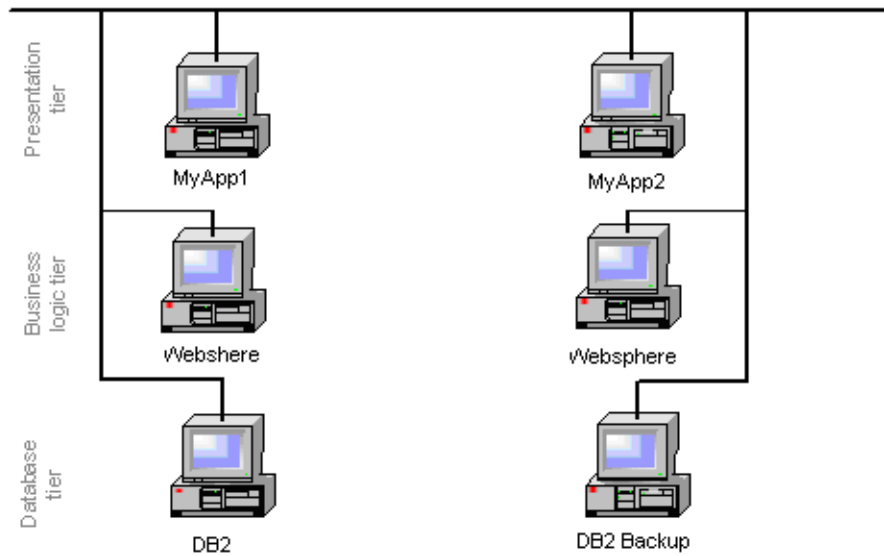 Presentation
tier
MyApp1
MyApp2
Business
logic tier
Webshere
Websphere
Database
tier
DB2
DB2 Backup